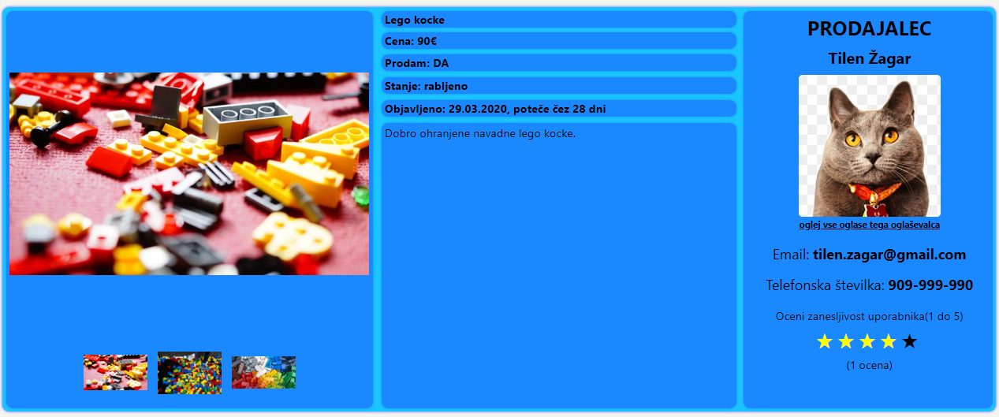 Lego kocke
Cena: 90€
Prodam: DA
Stanje: rabljeno
Objavljeno: 29.03.2020, poteče čez 28 dni
Dobro ohranjene navadne lego kocke.
PRODAJALEC
Tilen Žagar
oglej vse oglase tega oglaševalca
Email: tilen.zagar@gmail.com
Telefonska številka: 909-999-990
Oceni zanesljivost uporabnika(1 do 5)
(1 ocena)